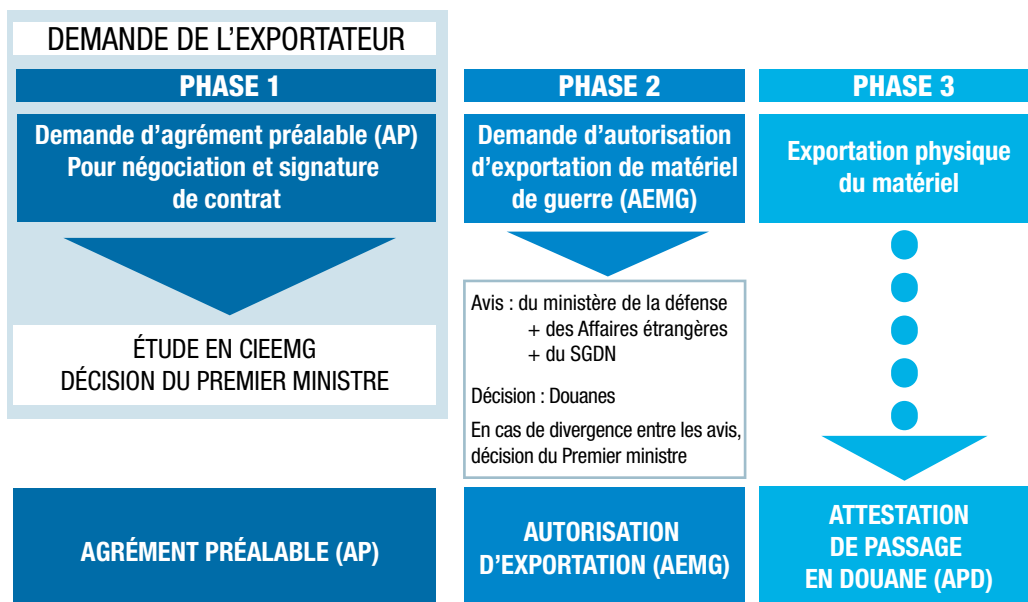 DEMANDE DE L'EXPORTATEUR
PHASE 1
Demande d'agrément préalable (AP)
Pour négociation et signature
de contrat
ÉTUDE EN CIEEMG
DÉCISION DU PREMIER MINISTRE
AGRÉMENT PRÉALABLE (AP)
PHASE 2
Demande d'autorisation
d'exportation de matériel
de guerre (AEMG)
Avis : du ministère de la défense
+ des Affaires étrangères
+ du SGDN
Décision : Douanes
En cas de divergence entre les avis,
décision du Premier ministre
AUTORISATION
D'EXPORTATION (AEMG)
PHASE 3
Exportation physique
du matériel
ATTESTATION
DE PASSAGE
EN DOUANE (APD)